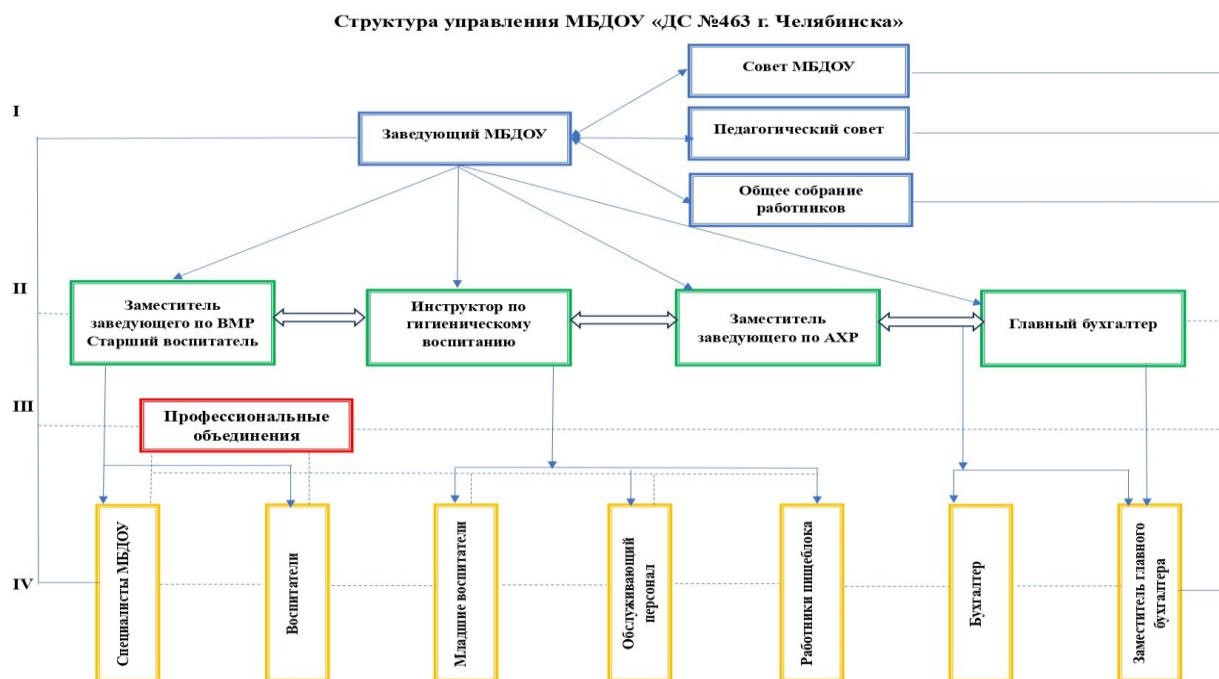 Структура управления МБДОУ «ДС №463 г. Челябинска»
I
Заведующий МБДОУ
Совет МБДОУ
Педагогический совет
Общее собрание
работников
II
Заместитель
заведующего по ВМР
Старший воспитатель
Инструктор по
гигиеническому
воспитанию
Заместитель
заведующего по АХР
Главный бухгалтер
III
Профессиональные
объединения
IV
Специалисты МБДОУ
Воспитатели
Младшие воспитатели
Обслуживающий
персонал
Работники пищеблока
Бухгалтер
Заместитель главного
бухгалтера